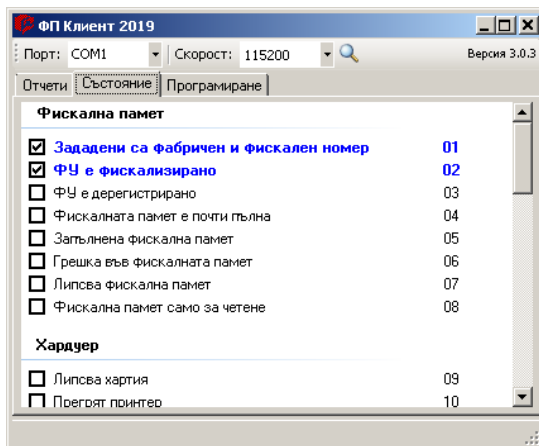 ФП Клиент 2019
Порт: COM1 Скорост: 115200 Версия 3.0.3
Отчети Състояние Програмиране
Фискална памет
Зададени са фабричен и фискален номер 01
ФУ е фискализирано 02
ФУ е дерегистрирано 03
Фискалната памет е почти пълна 04
Запълнена фискална памет 05
Грешка във фискалната памет 06
Липсва фискална памет 07
Фискална памет само за четене 08
Хардуер
Липсва хартия 09
Прегрят принтер 10